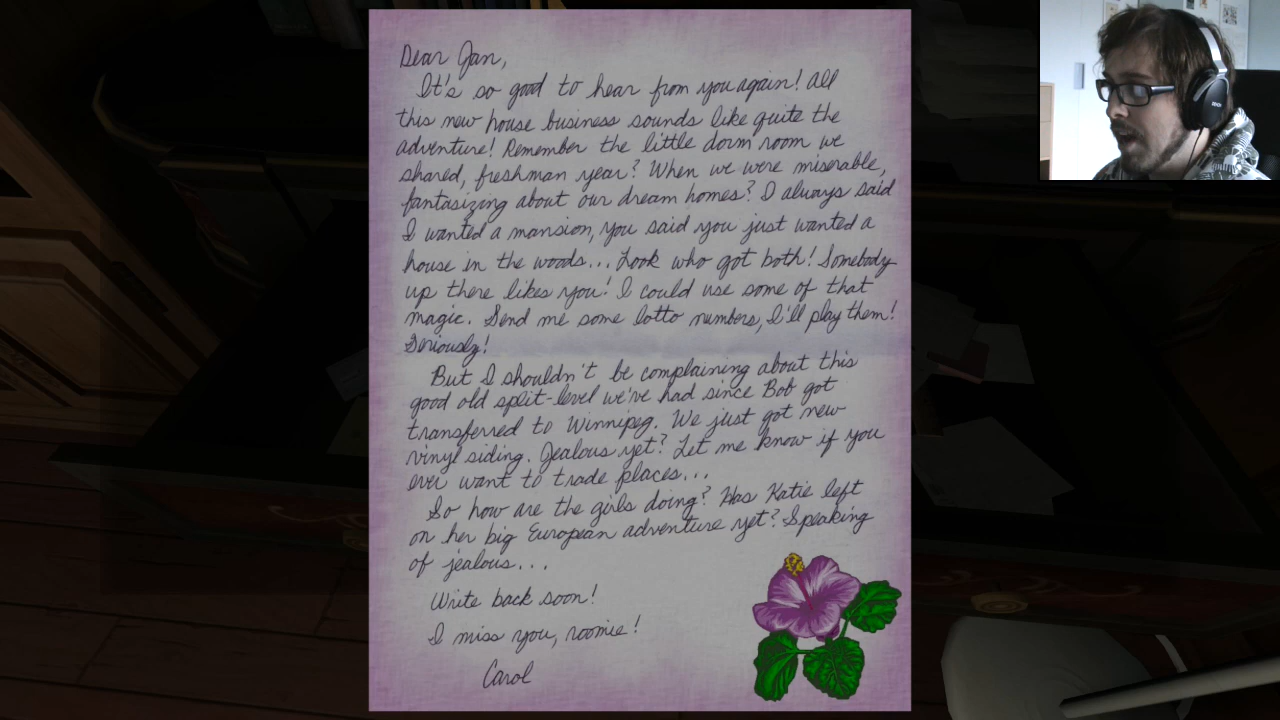 Dear Jan,
It's so good to hear from you again! All
this new house business sounds like quite the
adventure! Remember the little dorm room we
shared, freshman year? When we were miserable,
fantasizing about our dream homes? I always said
I wanted a mansion, you said you just wanted a
house in the woods... Look who got both! Somebody
up there likes you! I could use some of that
magic. Send me some lotto numbers, I'll play them!
Seriously!
But I shouldn't be complaining about this
good old split-level we've had since Bob got
transferred to Winnipeg. We just got new
vinyl siding. Jealous yet? Let me know if you
ever want to trade places...
So how are the girls doing? Has Katie left
on her big European adventure yet? Speaking
of jealous...
Write back soon!
I miss you, roomie!
Carol